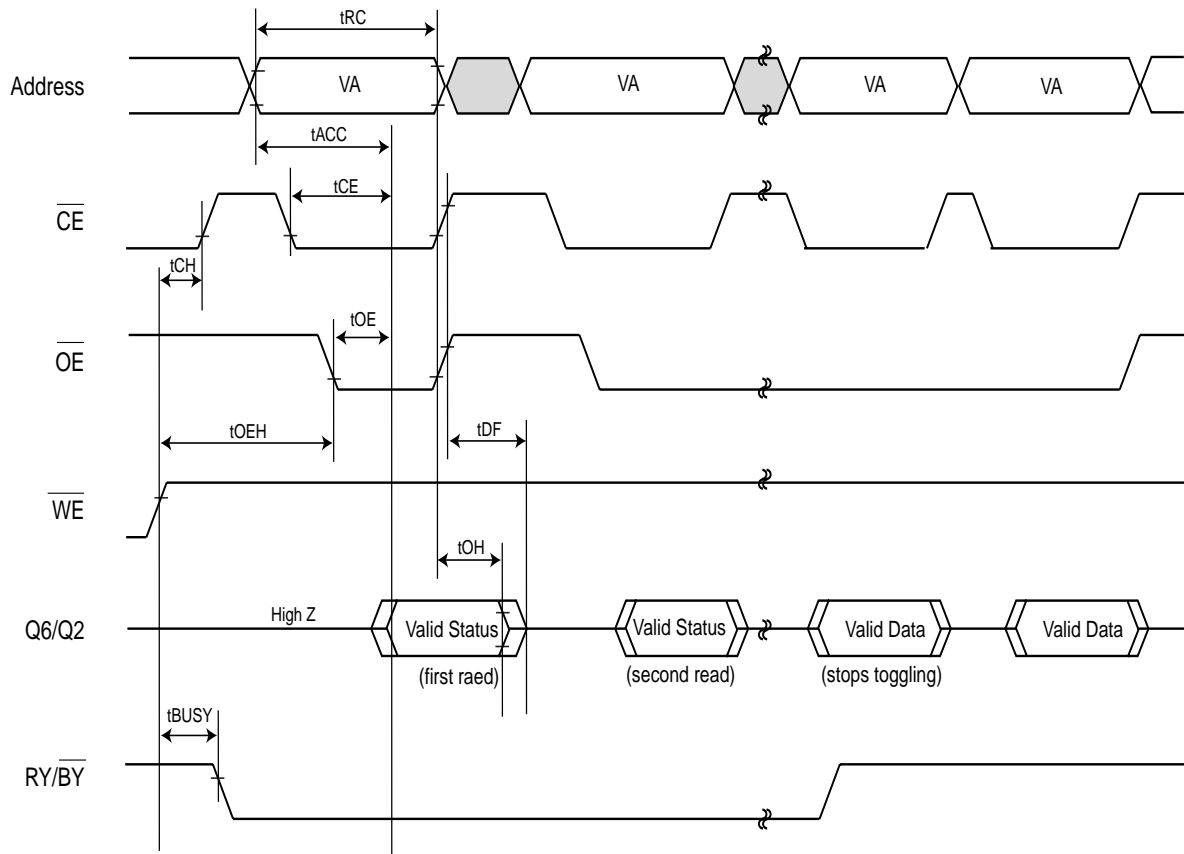 tRC
Address VA VA VA VA
tACC
tCE
CE
tCH
tOE
OE
tOEH
tDF
WE
tOH
High Z
Q6/Q2 Valid Status Valid Status Valid Data Valid Data
(first raed) (second read) (stops toggling)
tBUSY
RY/BY